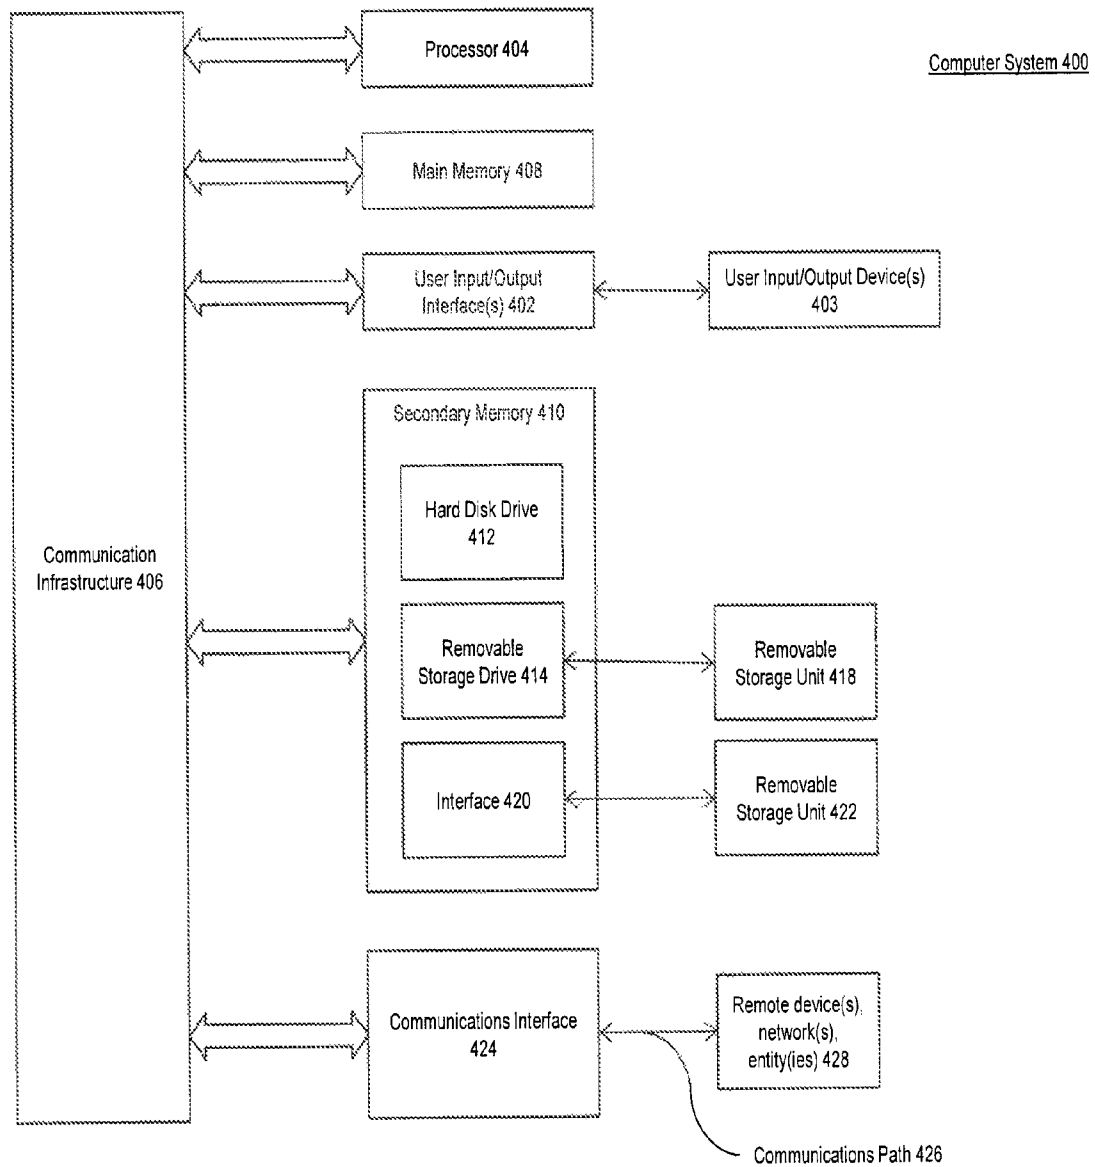 Processor 404
Computer System 400
Main Memory 408
User Input/Output
Interface(s) 402
User Input/Output Device(s)
403
Secondary Memory 410
Hard Disk Drive
412
Communication
Infrastructure 406
Removable
Storage Drive 414
Removable
Storage Unit 418
Interface 420
Removable
Storage Unit 422
Communications Interface
424
Remote device(s),
network(s),
entity(ies) 428
Communications Path 426